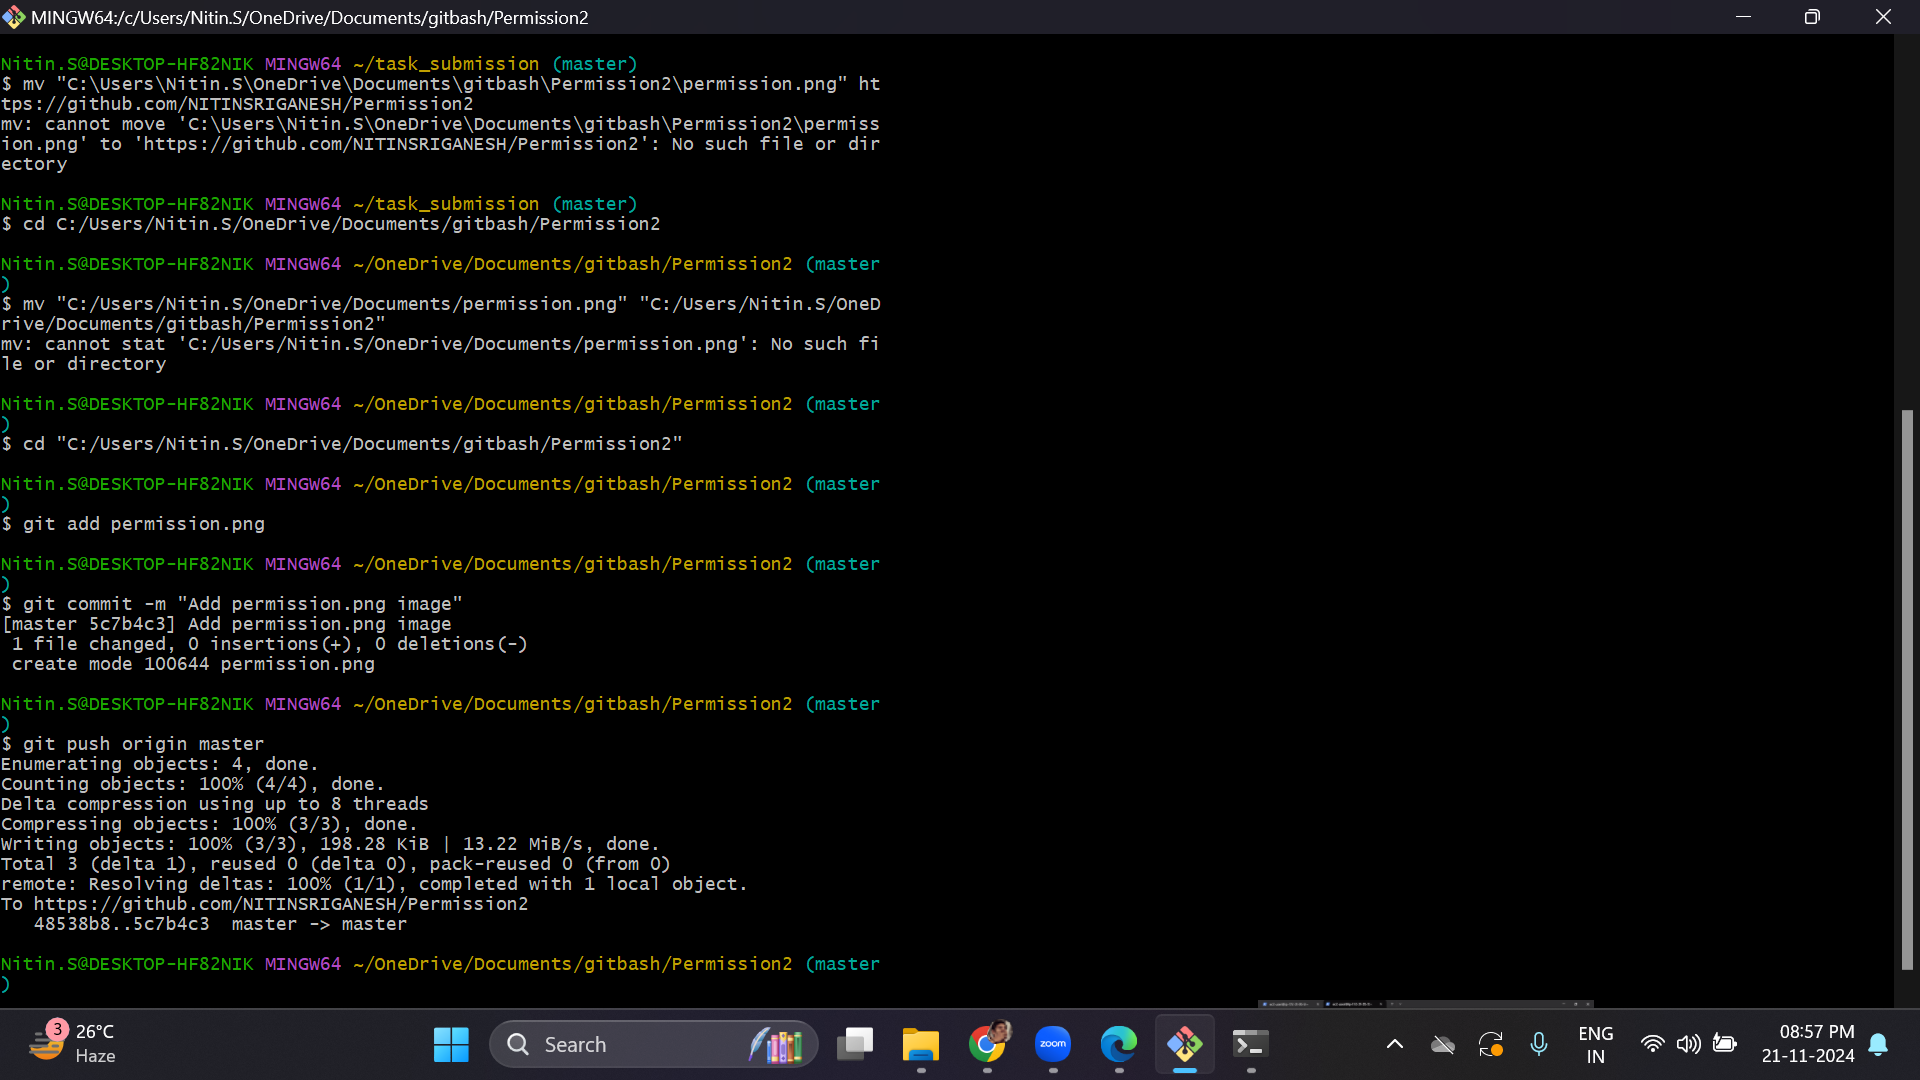 MINGW64:/c/Users/Nitin.S/OneDrive/Documents/gitbash/Permission2
Nitin.S@DESKTOP-HF82NIK MINGW64 ~/task_submission (master)
$ mv "C:\Users\Nitin.S\OneDrive\Documents\gitbash\Permission2\permission.png" ht
tps://github.com/NITINSRIGANESH/Permission2
mv: cannot move 'C:\Users\Nitin.S\OneDrive\Documents\gitbash\Permission2\permiss
ion.png' to 'https://github.com/NITINSRIGANESH/Permission2': No such file or dir
ectory
Nitin.S@DESKTOP-HF82NIK MINGW64 ~/task_submission (master)
$ cd C:/Users/Nitin.S/OneDrive/Documents/gitbash/Permission2
Nitin.S@DESKTOP-HF82NIK MINGW64 ~/OneDrive/Documents/gitbash/Permission2 (master
)
$ mv "C:/Users/Nitin.S/OneDrive/Documents/permission.png" "C:/Users/Nitin.S/OneD
rive/Documents/gitbash/Permission2"
mv: cannot stat 'C:/Users/Nitin.S/OneDrive/Documents/permission.png': No such fi
le or directory
Nitin.S@DESKTOP-HF82NIK MINGW64 ~/OneDrive/Documents/gitbash/Permission2 (master
)
$ cd "C:/Users/Nitin.S/OneDrive/Documents/gitbash/Permission2"
Nitin.S@DESKTOP-HF82NIK MINGW64 ~/OneDrive/Documents/gitbash/Permission2 (master
)
$ git add permission.png
Nitin.S@DESKTOP-HF82NIK MINGW64 ~/OneDrive/Documents/gitbash/Permission2 (master
)
$ git commit -m "Add permission.png image"
[master 5c7b4c3] Add permission.png image
1 file changed, 0 insertions(+), 0 deletions(-)
create mode 100644 permission.png
Nitin.S@DESKTOP-HF82NIK MINGW64 ~/OneDrive/Documents/gitbash/Permission2 (master
)
$ git push origin master
Enumerating objects: 4, done.
Counting objects: 100% (4/4), done.
Delta compression using up to 8 threads
Compressing objects: 100% (3/3), done.
Writing objects: 100% (3/3), 198.28 KiB | 13.22 MiB/s, done.
Total 3 (delta 1), reused 0 (delta 0), pack-reused 0 (from 0)
remote: Resolving deltas: 100% (1/1), completed with 1 local object.
To https://github.com/NITINSRIGANESH/Permission2
48538b8..5c7b4c3  master -> master
Nitin.S@DESKTOP-HF82NIK MINGW64 ~/OneDrive/Documents/gitbash/Permission2 (master
)
3
26°C
Haze
Search
zoom
ENG
IN
08:57 PM
21-11-2024